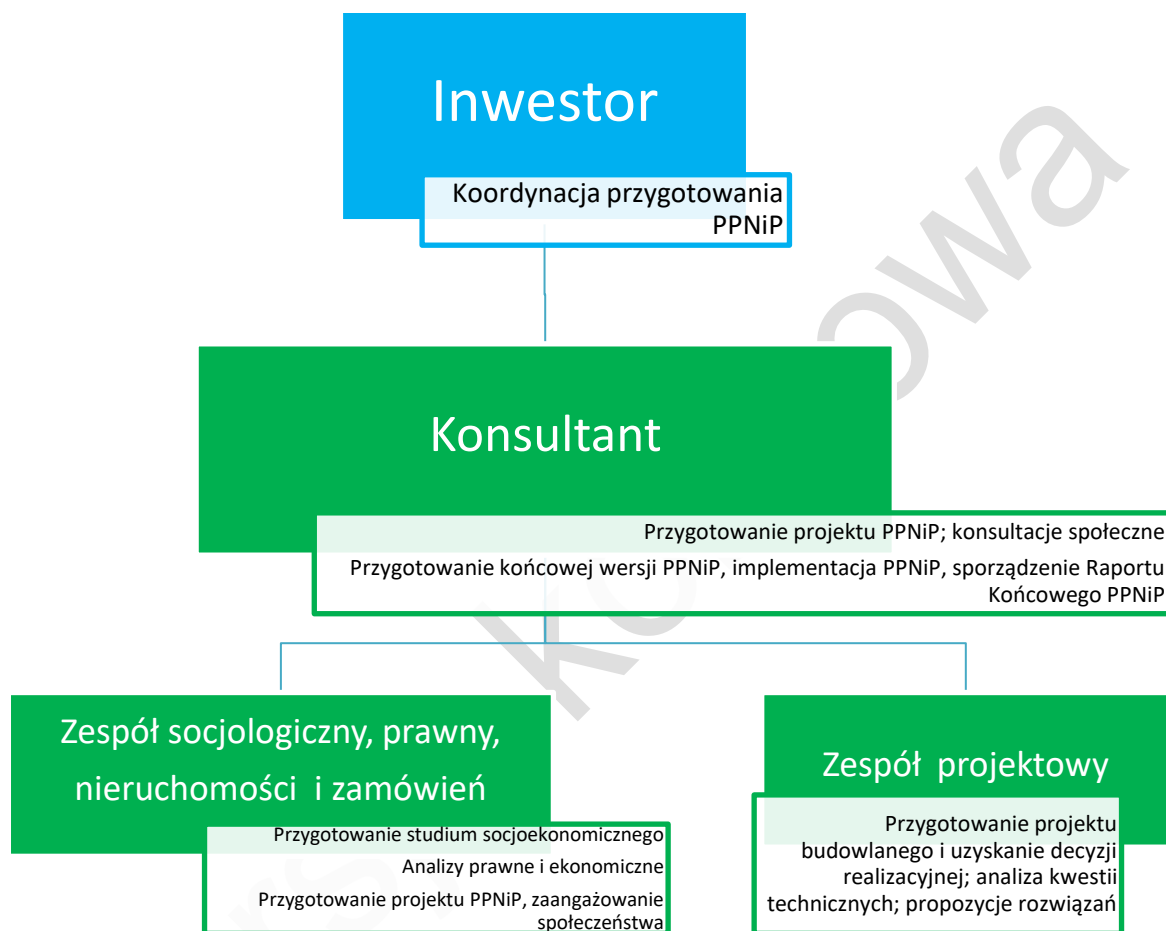 Inwestor
Koordynacja przygotowania
PPNiP
Konsultant
Przygotowanie projektu PPNiP; konsultacje społeczne
Przygotowanie końcowej wersji PPNiP, implementacja PPNiP, sporządzenie Raportu
Końcowego PPNiP
Zespół socjologiczny, prawny,
nieruchomości i zamówień
Przygotowanie studium socjoekonomicznego
Analizy prawne i ekonomiczne
Przygotowanie projektu PPNiP, zaangażowanie
społeczeństwa
Zespół projektowy
Przygotowanie projektu
budowlanego i uzyskanie decyzji
realizacyjnej; analiza kwestii
technicznych; propozycje rozwiązań